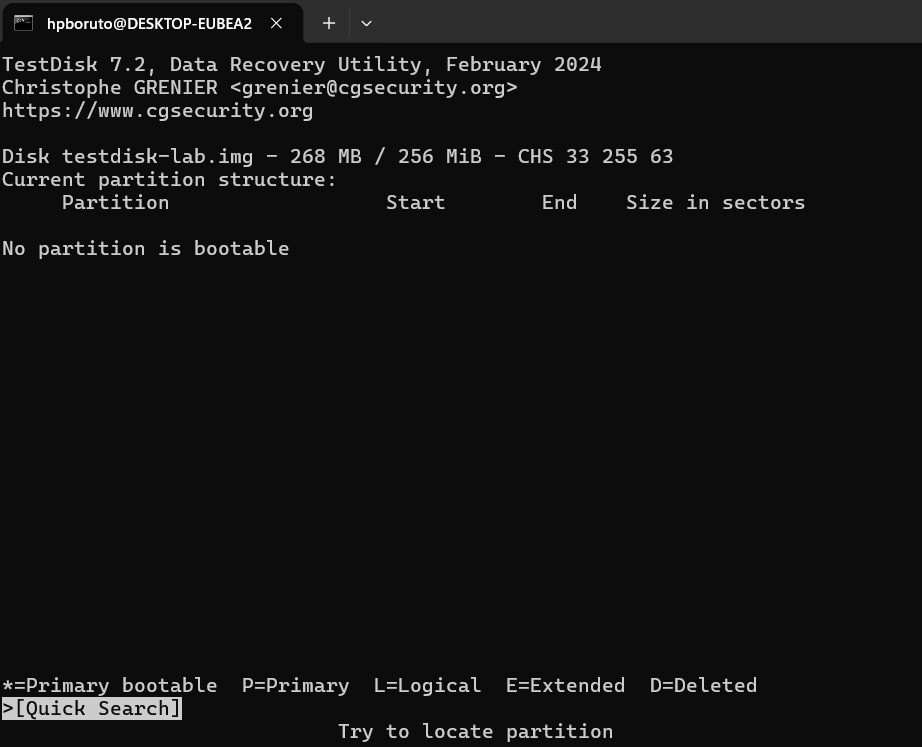 hpboruto@DESKTOP-EUBEA2
TestDisk 7.2, Data Recovery Utility, February 2024
Christophe GRENIER <grenier@cgsecurity.org>
https://www.cgsecurity.org
Disk testdisk-lab.img - 268 MB / 256 MiB - CHS 33 255 63
Current partition structure:
Partition Start End Size in sectors
No partition is bootable
*=Primary bootable P=Primary L=Logical E=Extended D=Deleted
>[Quick Search]
Try to locate partition